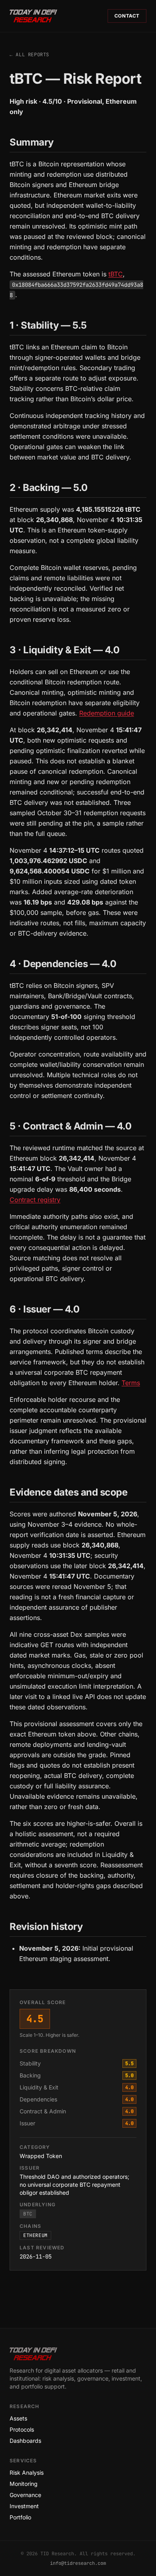 TODAY IN DEFI
RESEARCH
CONTACT
← ALL REPORTS
tBTC — Risk Report
High risk · 4.5/10 · Provisional, Ethereum
only
Summary
tBTC is a Bitcoin representation whose
minting and redemption use distributed
Bitcoin signers and Ethereum bridge
infrastructure. Ethereum market exits were
quoted, but independent wallet-to-liability
reconciliation and end-to-end BTC delivery
remain unresolved. Its optimistic mint path
was paused at the reviewed block; canonical
minting and redemption have separate
conditions.
The assessed Ethereum token is tBTC,
.
1 · Stability — 5.5
tBTC links an Ethereum claim to Bitcoin
through signer-operated wallets and bridge
mint/redemption rules. Secondary selling
offers a separate route to adjust exposure.
Stability concerns BTC-relative claim
tracking rather than Bitcoin’s dollar price.
Continuous independent tracking history and
demonstrated arbitrage under stressed
settlement conditions were unavailable.
Operational gates can weaken the link
between wrapper value and BTC delivery.
2 · Backing — 5.0
Ethereum supply was 4,185.15515226 tBTC
at block 26,340,868, November 4 10:31:35
UTC. This is an Ethereum token-supply
observation, not a complete global liability
measure.
Complete Bitcoin wallet reserves, pending
claims and remote liabilities were not
independently reconciled. Verified net
backing is unavailable; the missing
reconciliation is not a measured zero or
proven reserve loss.
3 · Liquidity & Exit — 4.0
Holders can sell on Ethereum or use the
conditional Bitcoin redemption route.
Canonical minting, optimistic minting and
Bitcoin redemption have separate eligibility
and operational gates. Redemption guide
At block 26,342,414, November 4 15:41:47
UTC, both new optimistic requests and
pending optimistic finalization reverted while
paused. This does not establish a blanket
pause of canonical minting or redemption.
Canonical new or pending redemption
remained conditional; successful end-to-end
BTC delivery was not established. The three
sampled October 30–31 minting requests
were still pending at the pin, a sample rather
than the full queue.
November 4 14:37:12–15 UTC routes quoted
1,003,976.462992 USDC and
9,624,568.400054 USDC for $1 million and
$10 million inputs sized using dated token
marks. Added average-rate deterioration
was 16.19 bps and 429.08 bps against the
$100,000 sample, before gas. These were
indicative routes, not fills, maximum capacity
or BTC-delivery evidence.
4 · Dependencies — 4.0
tBTC relies on Bitcoin signers, SPV
maintainers, Bank/Bridge/Vault contracts,
guardians and governance. The
documentary 51-of-100 signing threshold
describes signer seats, not 100
independently controlled operators.
Operator concentration, route availability and
complete wallet/liability conservation remain
unresolved. Multiple technical roles do not
by themselves demonstrate independent
control or settlement continuity.
5 · Contract & Admin — 4.0
The reviewed runtime matched the source at
Ethereum block 26,342,414, November 4
15:41:47 UTC. The Vault owner had a
nominal 6-of-9 threshold and the Bridge
upgrade delay was 86,400 seconds.
Contract registry
Immediate authority paths also exist, and
critical authority enumeration remained
incomplete. The delay is not a guarantee that
every consequential action is delayed.
Source matching does not resolve all
privileged paths, signer control or
operational BTC delivery.
6 · Issuer — 4.0
The protocol coordinates Bitcoin custody
and delivery among its participating
arrangements. Published terms describe the
service framework, but they do not establish
a universal corporate BTC repayment
obligation to every Ethereum holder. Terms
Enforceable holder recourse and the
complete accountable counterparty
perimeter remain unresolved. The provisional
issuer judgment reflects the available
documentary framework and these gaps,
rather than inferring legal protection from
distributed signing.
Evidence dates and scope
Scores were authored November 5, 2026,
using November 3–4 evidence. No whole-
report verification date is asserted. Ethereum
supply reads use block 26,340,868,
November 4 10:31:35 UTC; security
observations use the later block 26,342,414,
November 4 15:41:47 UTC. Documentary
sources were reread November 5; that
reading is not a fresh financial capture or
independent assurance of publisher
assertions.
All nine cross-asset Dex samples were
indicative GET routes with independent
dated market marks. Gas, stale or zero pool
hints, asynchronous clocks, absent
enforceable minimum-out/expiry and
unsimulated execution uncertainty limit
interpretation of these samples. An earlier
later visit to a linked live API does not update
these dated observations.
This provisional assessment covers only the
exact Ethereum token above. Other chains,
remote deployments and lending-vault
approvals are outside the grade. Pinned
flags and quotes do not establish present
reopening, actual BTC delivery, complete
custody or full liability assurance.
Unavailable evidence remains unavailable,
rather than zero or fresh data.
The six scores are higher-is-safer. Overall is
a holistic assessment, not a required
arithmetic average; redemption
considerations are included in Liquidity &
Exit, without a seventh score. Reassessment
requires closure of the backing, authority,
settlement and holder-rights gaps described
above.
Revision history
• November 5, 2026: Initial provisional
Ethereum staging assessment.
OVERALL SCORE
4.5
Scale 1–10. Higher is safer.
SCORE BREAKDOWN
Stability 5.5
Backing 5.0
Liquidity & Exit 4.0
Dependencies 4.0
Contract & Admin 4.0
Issuer 4.0
CATEGORY
Wrapped Token
ISSUER
Threshold DAO and authorized operators;
no universal corporate BTC repayment
obligor established
UNDERLYING
BTC
CHAINS
ETHEREUM
LAST REVIEWED
2026-11-05
TODAY IN DEFI
RESEARCH
Research for digital asset allocators — retail and
institutional: risk analysis, governance, investment,
and portfolio support.
RESEARCH
Assets
Protocols
Dashboards
SERVICES
Risk Analysis
Monitoring
Governance
Investment
Portfolio
© 2026 TID Research. All rights reserved.
info@tidresearch.com